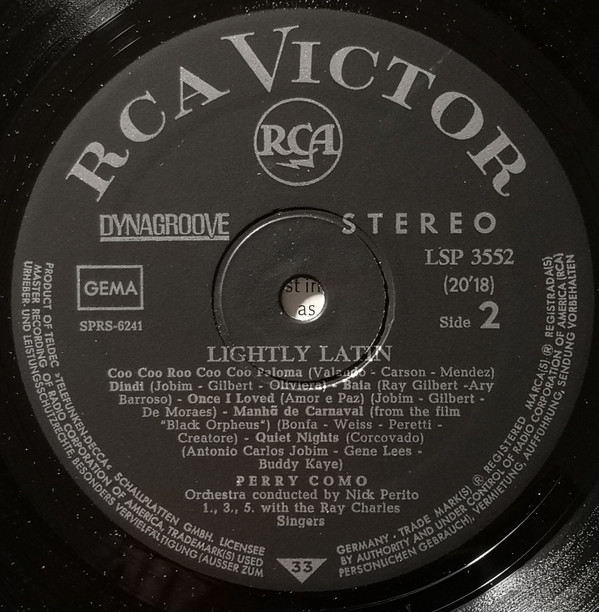 RCA VICTOR
RCA
DYNAGROOVE
STEREO
LSP 3552
(20'18)
Side 2
GEMA
SPRS-6241
st in
as
LIGHTLY LATIN
Coo Coo Roo Coo Coo Paloma (Valando - Carson - Mendez)
Dindi (Jobim - Gilbert - Oliviera) - Baia (Ray Gilbert -Ary
Barroso) - Once I Loved (Amor e Paz) (Jobim - Gilbert -
De Moraes) - Manhã de Carnaval (from the film
"Black Orpheus") (Bonfa - Weiss - Peretti -
Creatore) - Quiet Nights (Corcovado)
(Antonio Carlos Jobim - Gene Lees -
Buddy Kaye)
PERRY COMO
Orchestra conducted by Nick Perito
1., 3., 5. with the Ray Charles
Singers
33
PRODUCT OF TELDEC »TELEFUNKEN-DECCA« SCHALLPLATTEN GMBH. LICENSEE
MASTER RECORDING OF RADIO CORPORATION OF AMERICA, TRADEMARK(S) USED
URHEBER- UND LEISTUNGSSCHUTZRECHTE, BESONDERS VERVIELFÄLTIGUNG (AUSSER ZUM
GERMANY - TRADE MARK(S) ® REGISTERED MARCA(S) ® REGISTRADA(S)
BY AUTHORITY AND UNDER CONTROL OF RADIO CORPORATION OF AMERICA (RCA)
PERSÖNLICHEN GEBRAUCH), VERMIETUNG, AUFFÜHRUNG, SENDUNG VORBEHALTEN